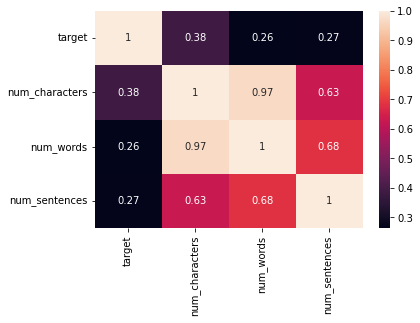 target 1 0.38 0.26 0.27
num_characters 0.38 1 0.97 0.63
num_words 0.26 0.97 1 0.68
num_sentences 0.27 0.63 0.68 1
target
num_characters
num_words
num_sentences
1.0
0.9
0.8
0.7
0.6
0.5
0.4
0.3